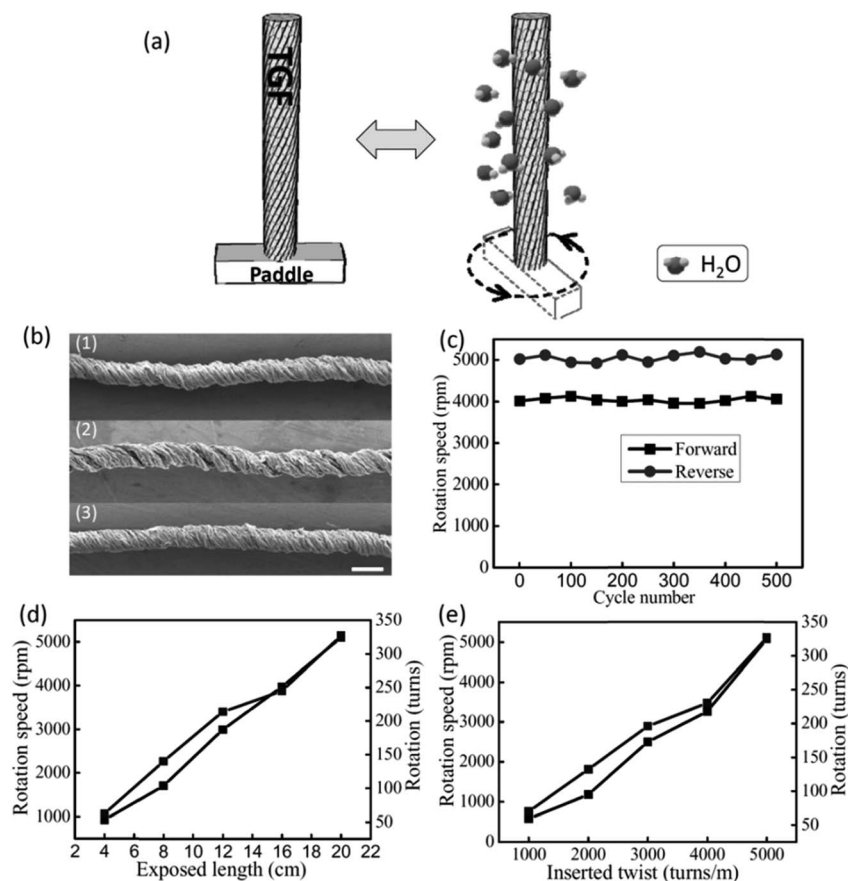 (a)
TGF
Paddle
H₂O
(b)
(1)
(2)
(3)
(c)
Rotation speed (rpm)
5000
4000
3000
2000
1000
0
Forward
Reverse
0 100 200 300 400 500
Cycle number
(d)
Rotation speed (rpm)
5000
4000
3000
2000
1000
350
300
250
200
150
100
50
Rotation (turns)
2 4 6 8 10 12 14 16 18 20 22
Exposed length (cm)
(e)
Rotation speed (rpm)
5000
4000
3000
2000
1000
0
350
300
250
200
150
100
50
Rotation (turns)
1000 2000 3000 4000 5000
Inserted twist (turns/m)